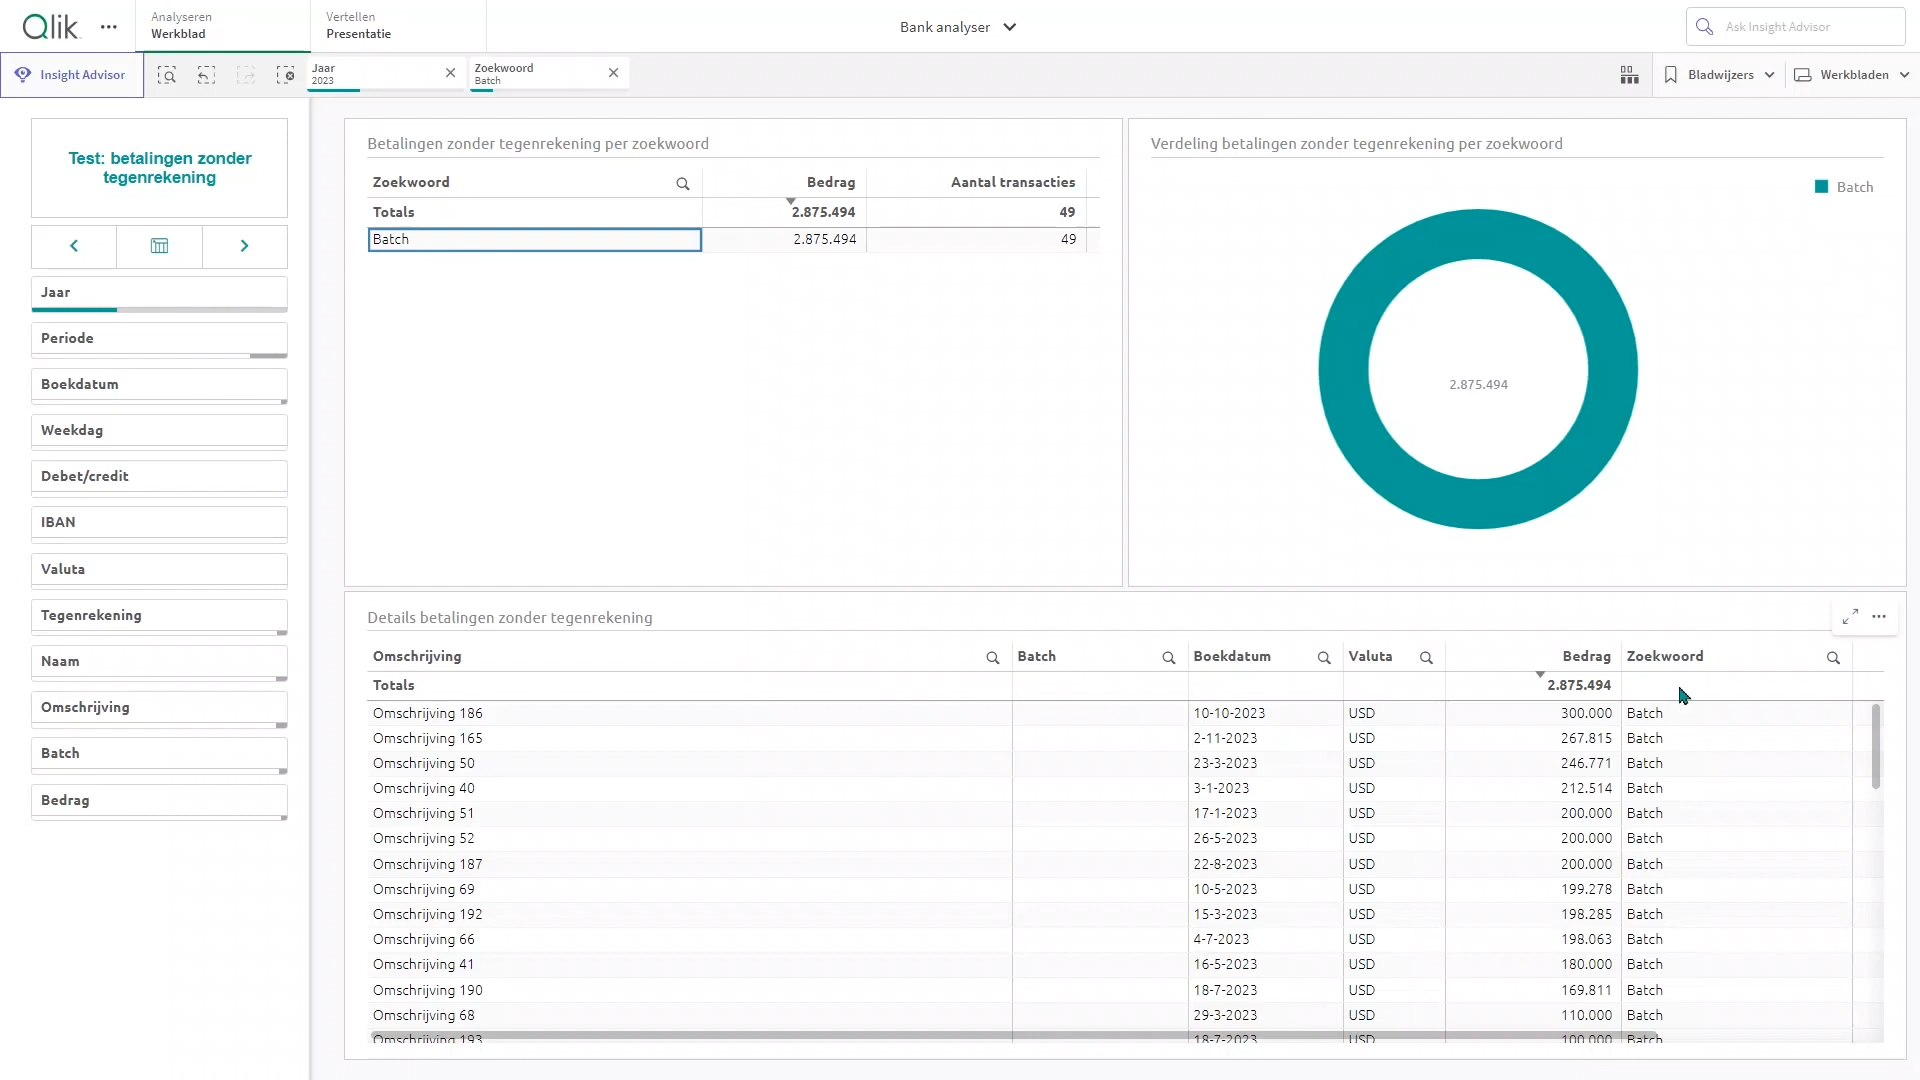 Qlik
Analyseren
Werkblad
Vertellen
Presentatie
Bank analyser
Ask Insight Advisor
Insight Advisor
Jaar
2023
Zoekwoord
Batch
Bladwijzers
Werkbladen
Test: betalingen zonder
tegenrekening
Jaar
Periode
Boekdatum
Weekdag
Debet/credit
IBAN
Valuta
Tegenrekening
Naam
Omschrijving
Batch
Bedrag
Betalingen zonder tegenrekening per zoekwoord
Zoekwoord Bedrag Aantal transacties
Totals 2.875.494 49
Batch 2.875.494 49
Verdeling betalingen zonder tegenrekening per zoekwoord
Batch
2.875.494
Details betalingen zonder tegenrekening
Omschrijving Batch Boekdatum Valuta Bedrag Zoekwoord
Totals 2.875.494
Omschrijving 186 10-10-2023 USD 300.000 Batch
Omschrijving 165 2-11-2023 USD 267.815 Batch
Omschrijving 50 23-3-2023 USD 246.771 Batch
Omschrijving 40 3-1-2023 USD 212.514 Batch
Omschrijving 51 17-1-2023 USD 200.000 Batch
Omschrijving 52 26-5-2023 USD 200.000 Batch
Omschrijving 187 22-8-2023 USD 200.000 Batch
Omschrijving 69 10-5-2023 USD 199.278 Batch
Omschrijving 192 15-3-2023 USD 198.285 Batch
Omschrijving 66 4-7-2023 USD 198.063 Batch
Omschrijving 41 16-5-2023 USD 180.000 Batch
Omschrijving 190 18-7-2023 USD 169.811 Batch
Omschrijving 68 29-3-2023 USD 110.000 Batch
Omschrijving 193 18-7-2023 USD 100.000 Batch